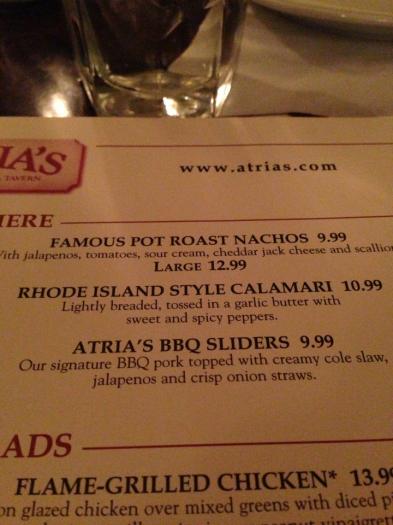 IA'S
TAVERN
www.atrias.com
HERE
FAMOUS POT ROAST NACHOS 9.99
With jalapenos, tomatoes, sour cream, cheddar jack cheese and scallion
LARGE 12.99
RHODE ISLAND STYLE CALAMARI 10.99
Lightly breaded, tossed in a garlic butter with
sweet and spicy peppers.
ATRIA'S BBQ SLIDERS 9.99
Our signature BBQ pork topped with creamy cole slaw,
jalapenos and crisp onion straws.
ADS
FLAME-GRILLED CHICKEN* 13.99
on glazed chicken over mixed greens with diced pi